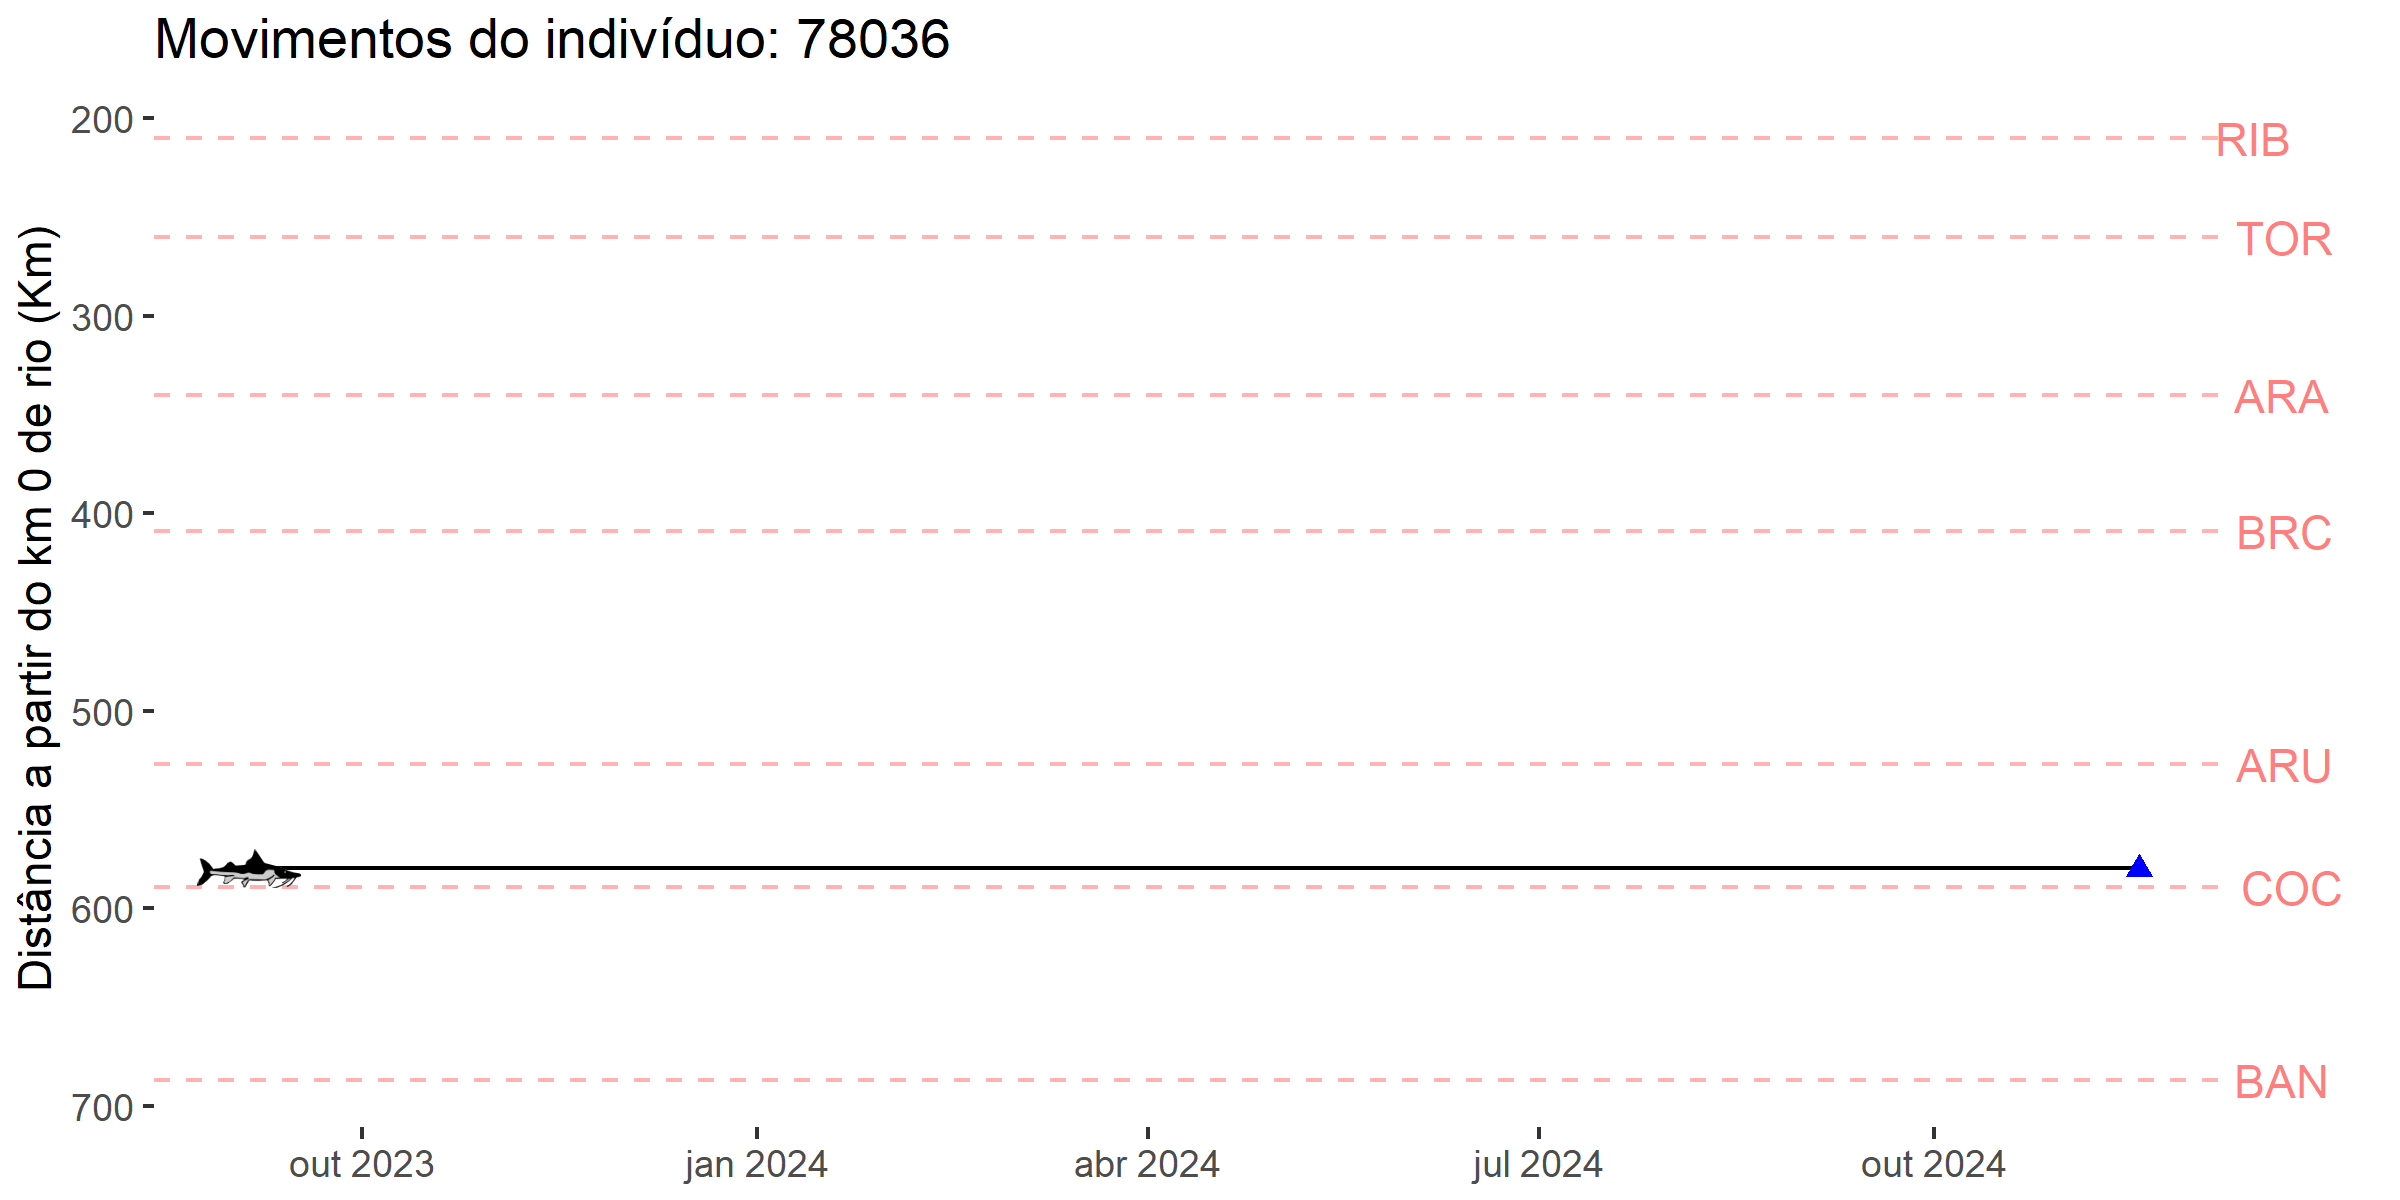 Movimentos do indivíduo: 78036
Distância a partir do km 0 de rio (Km)
200
300
400
500
600
700
RIB
TOR
ARA
BRC
ARU
COC
BAN
out 2023
jan 2024
abr 2024
jul 2024
out 2024